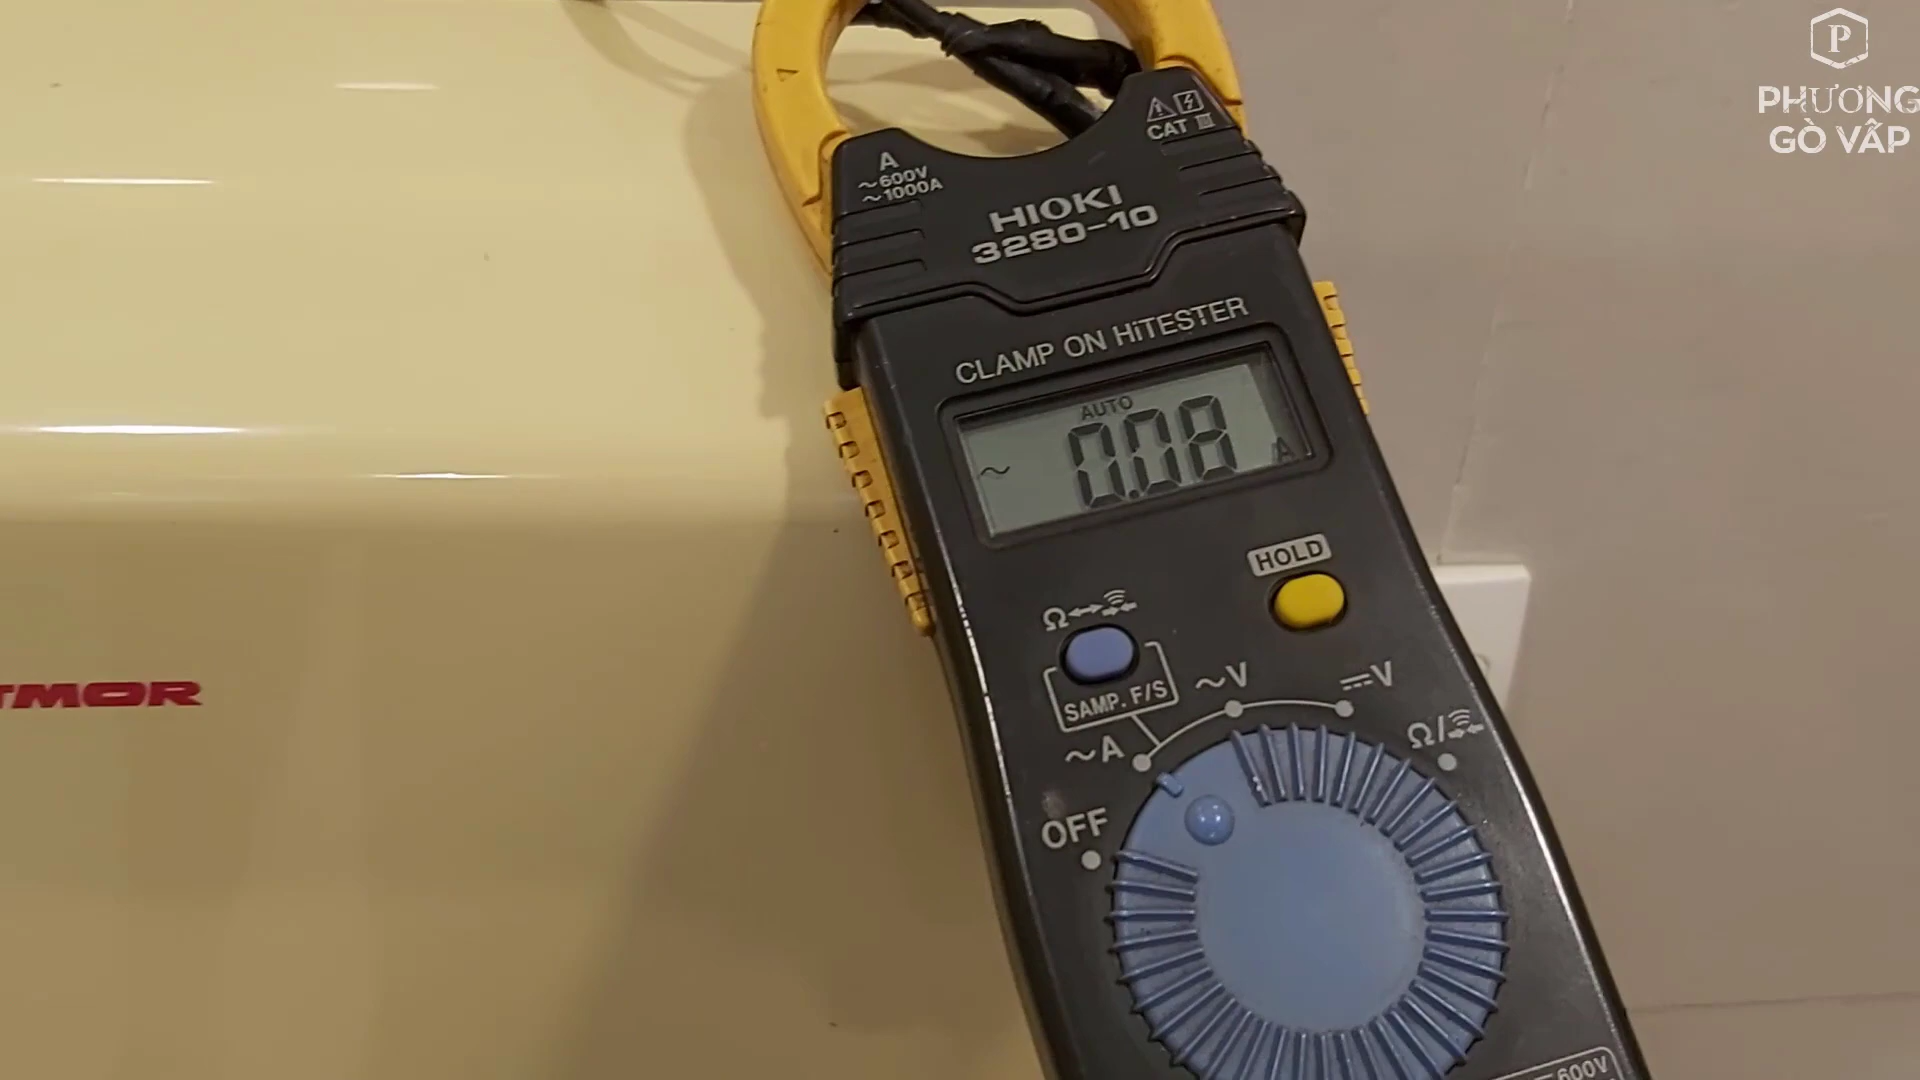 P
PHƯƠNG
GÒ VẤP
A
~600V
~1000A
CAT III
HIOKI
3280-10
CLAMP ON HiTESTER
AUTO
~ 0.08 A
HOLD
Ω
SAMP. F/S
~A
~V
⎓V
Ω/
OFF
TMOR
600V